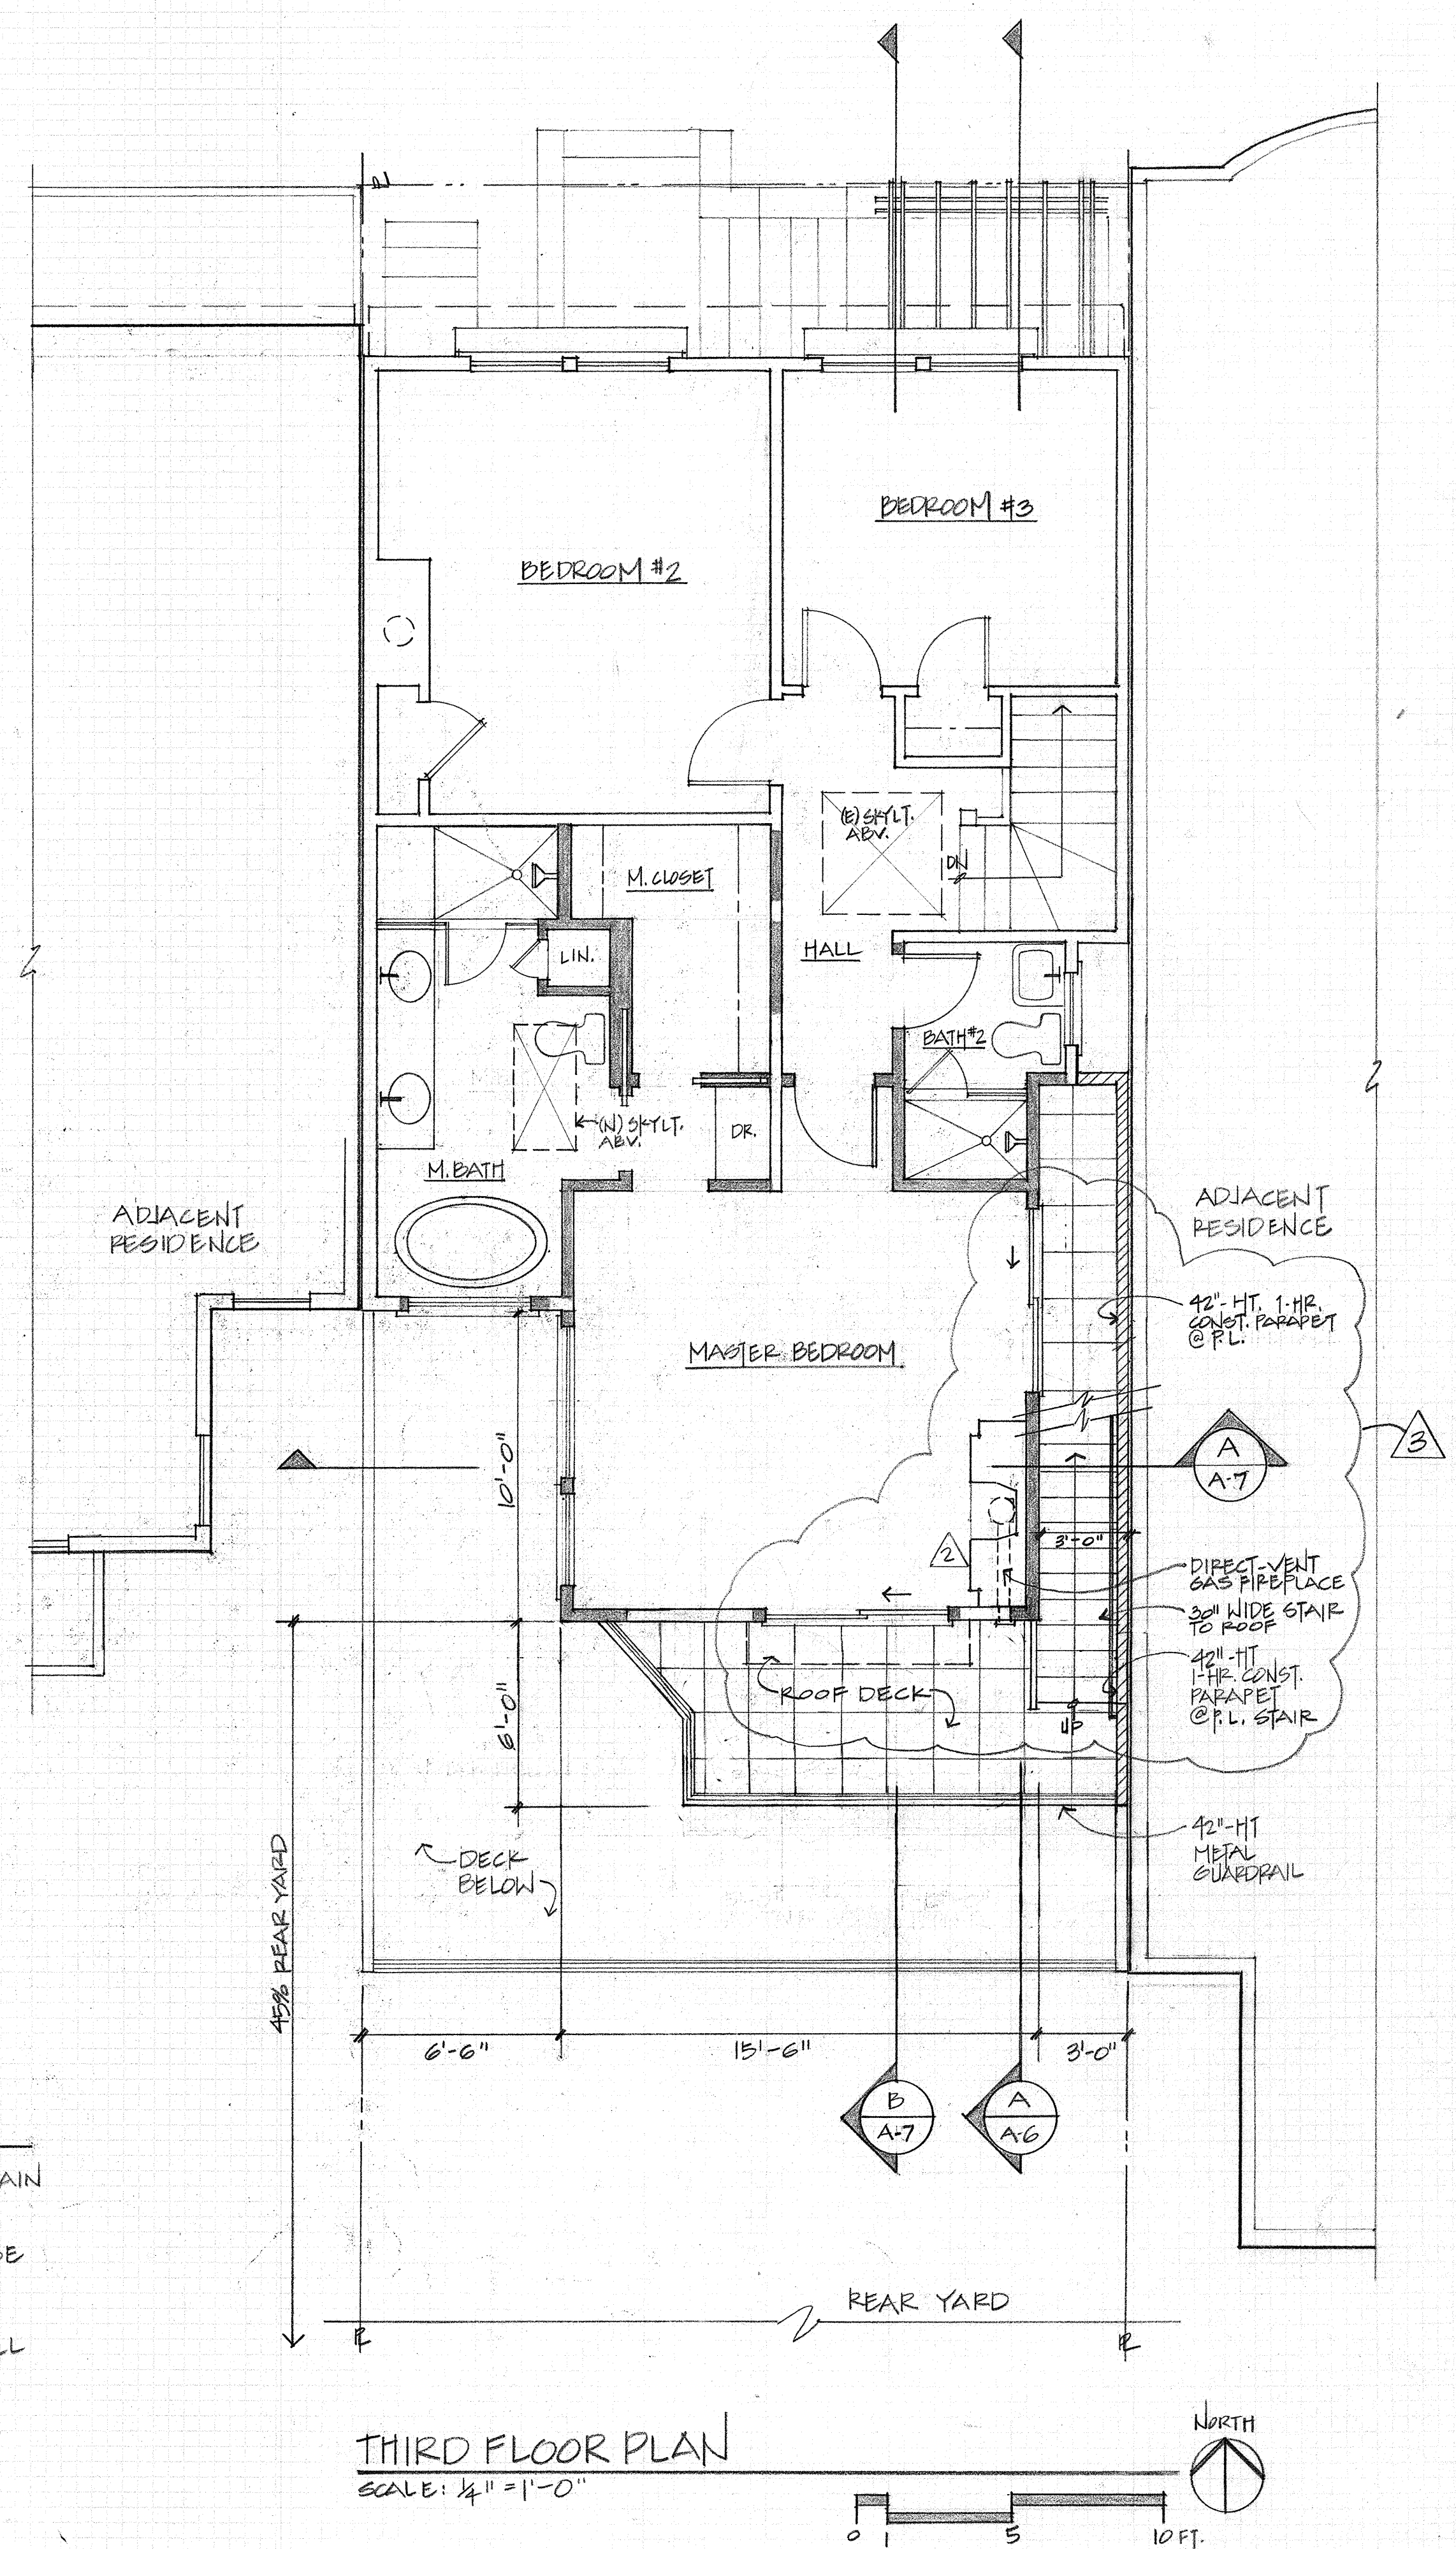 BEDROOM #3
BEDROOM #2
(E) SKYLT.
ABV.
DN
M. CLOSET
HALL
LIN.
BATH #2
(N) SKYLT.
ABV.
DR.
M. BATH
ADJACENT
RESIDENCE
ADJACENT
RESIDENCE
42"-HT. 1-HR.
CONST. PARAPET
@ P.L.
MASTER BEDROOM
3
A
A-7
10'-0"
3'-0"
2
DIRECT-VENT
GAS FIREPLACE
30" WIDE STAIR
TO ROOF
42"-HT
1-HR. CONST.
PARAPET
@ P.L. STAIR
ROOF DECK
UP
6'-0"
42"-HT
METAL
GUARDRAIL
DECK
BELOW
45% REAR YARD
6'-6"
15'-6"
3'-0"
B
A-7
A
A-6
AIN
LL
REAR YARD
THIRD FLOOR PLAN
SCALE: 1/4" = 1'-0"
NORTH
0 1 5 10 FT.